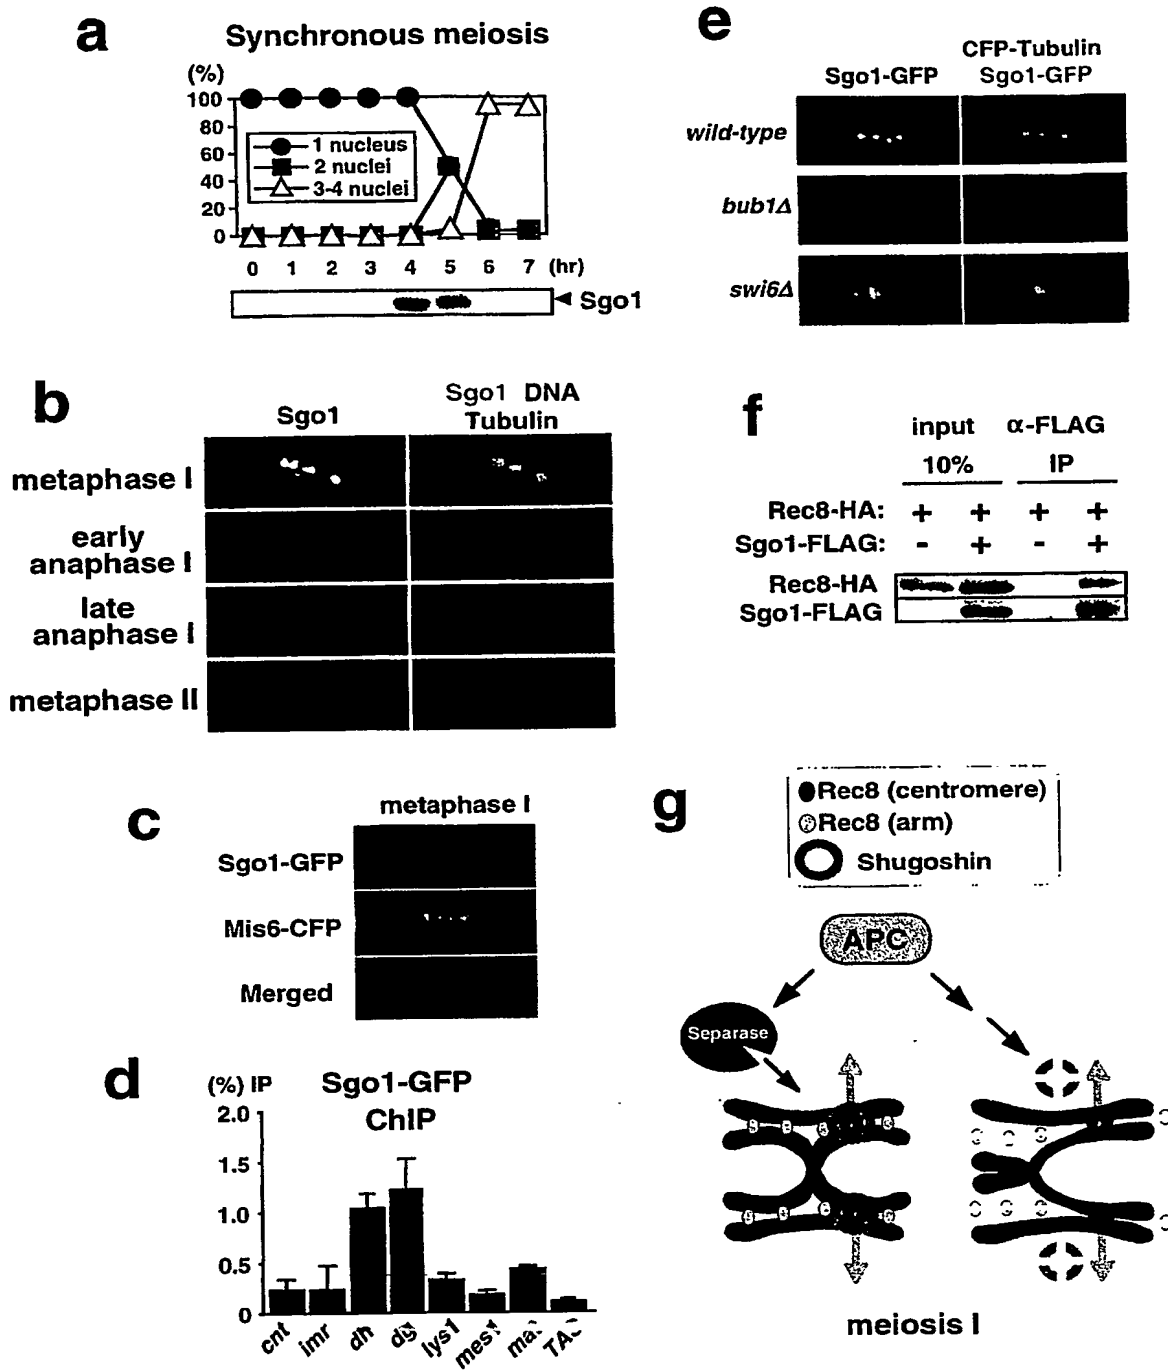 a
Synchronous meiosis
(%)
100
80
60
40
20
0
1 nucleus
2 nuclei
3-4 nuclei
0 1 2 3 4 5 6 7 (hr)
Sgo1
b
Sgo1
Sgo1 DNA
Tubulin
metaphase I
early
anaphase I
late
anaphase I
metaphase II
c
metaphase I
Sgo1-GFP
Mis6-CFP
Merged
d
(%) IP
Sgo1-GFP
ChIP
2.0
1.5
1.0
0.5
0
cnt imr dh dg lys1 mes1
e
Sgo1-GFP
CFP-Tubulin
Sgo1-GFP
wild-type
bub1Δ
swi6Δ
f
input α-FLAG
10% IP
Rec8-HA: + + + +
Sgo1-FLAG: - + - +
Rec8-HA
Sgo1-FLAG
g
Rec8 (centromere)
Rec8 (arm)
Shugoshin
APC
Separase
meiosis I